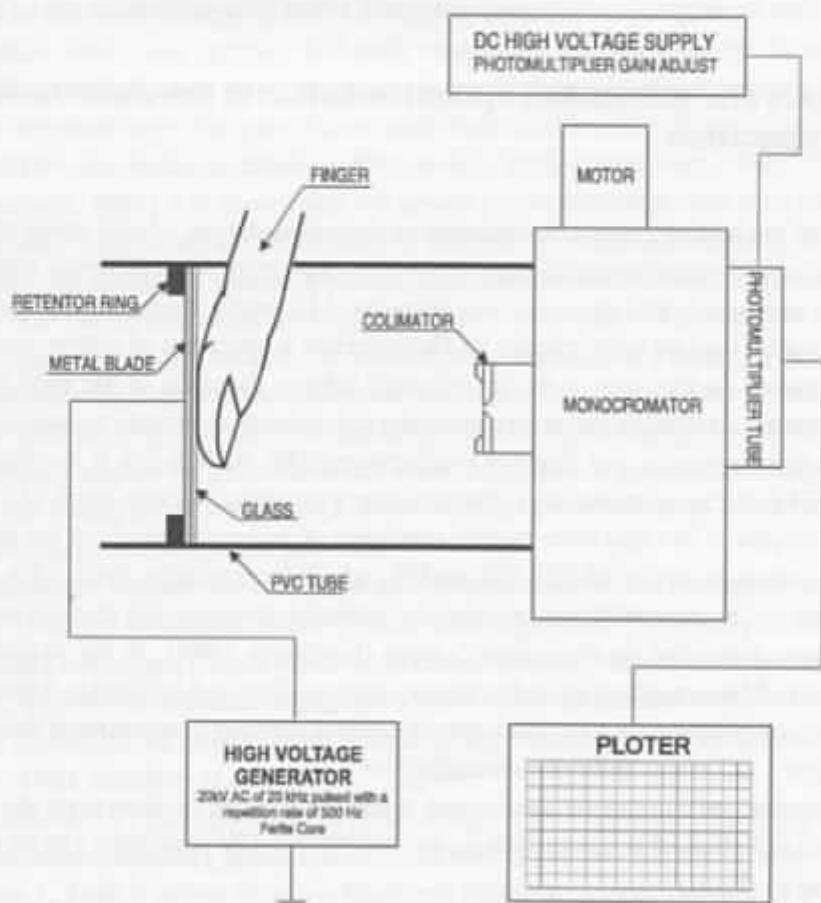 DC HIGH VOLTAGE SUPPLY
PHOTOMULTIPLIER GAIN ADJUST
MOTOR
FINGER
RETENTOR RING
METAL BLADE
COLIMATOR
MONOCROMATOR
PHOTOMULTIPLIER TUBE
GLASS
PVC TUBE
HIGH VOLTAGE
GENERATOR
20kV AC of 20 kHz pulsed with a
repetition rate of 500 Hz
Ferite Core
PLOTER